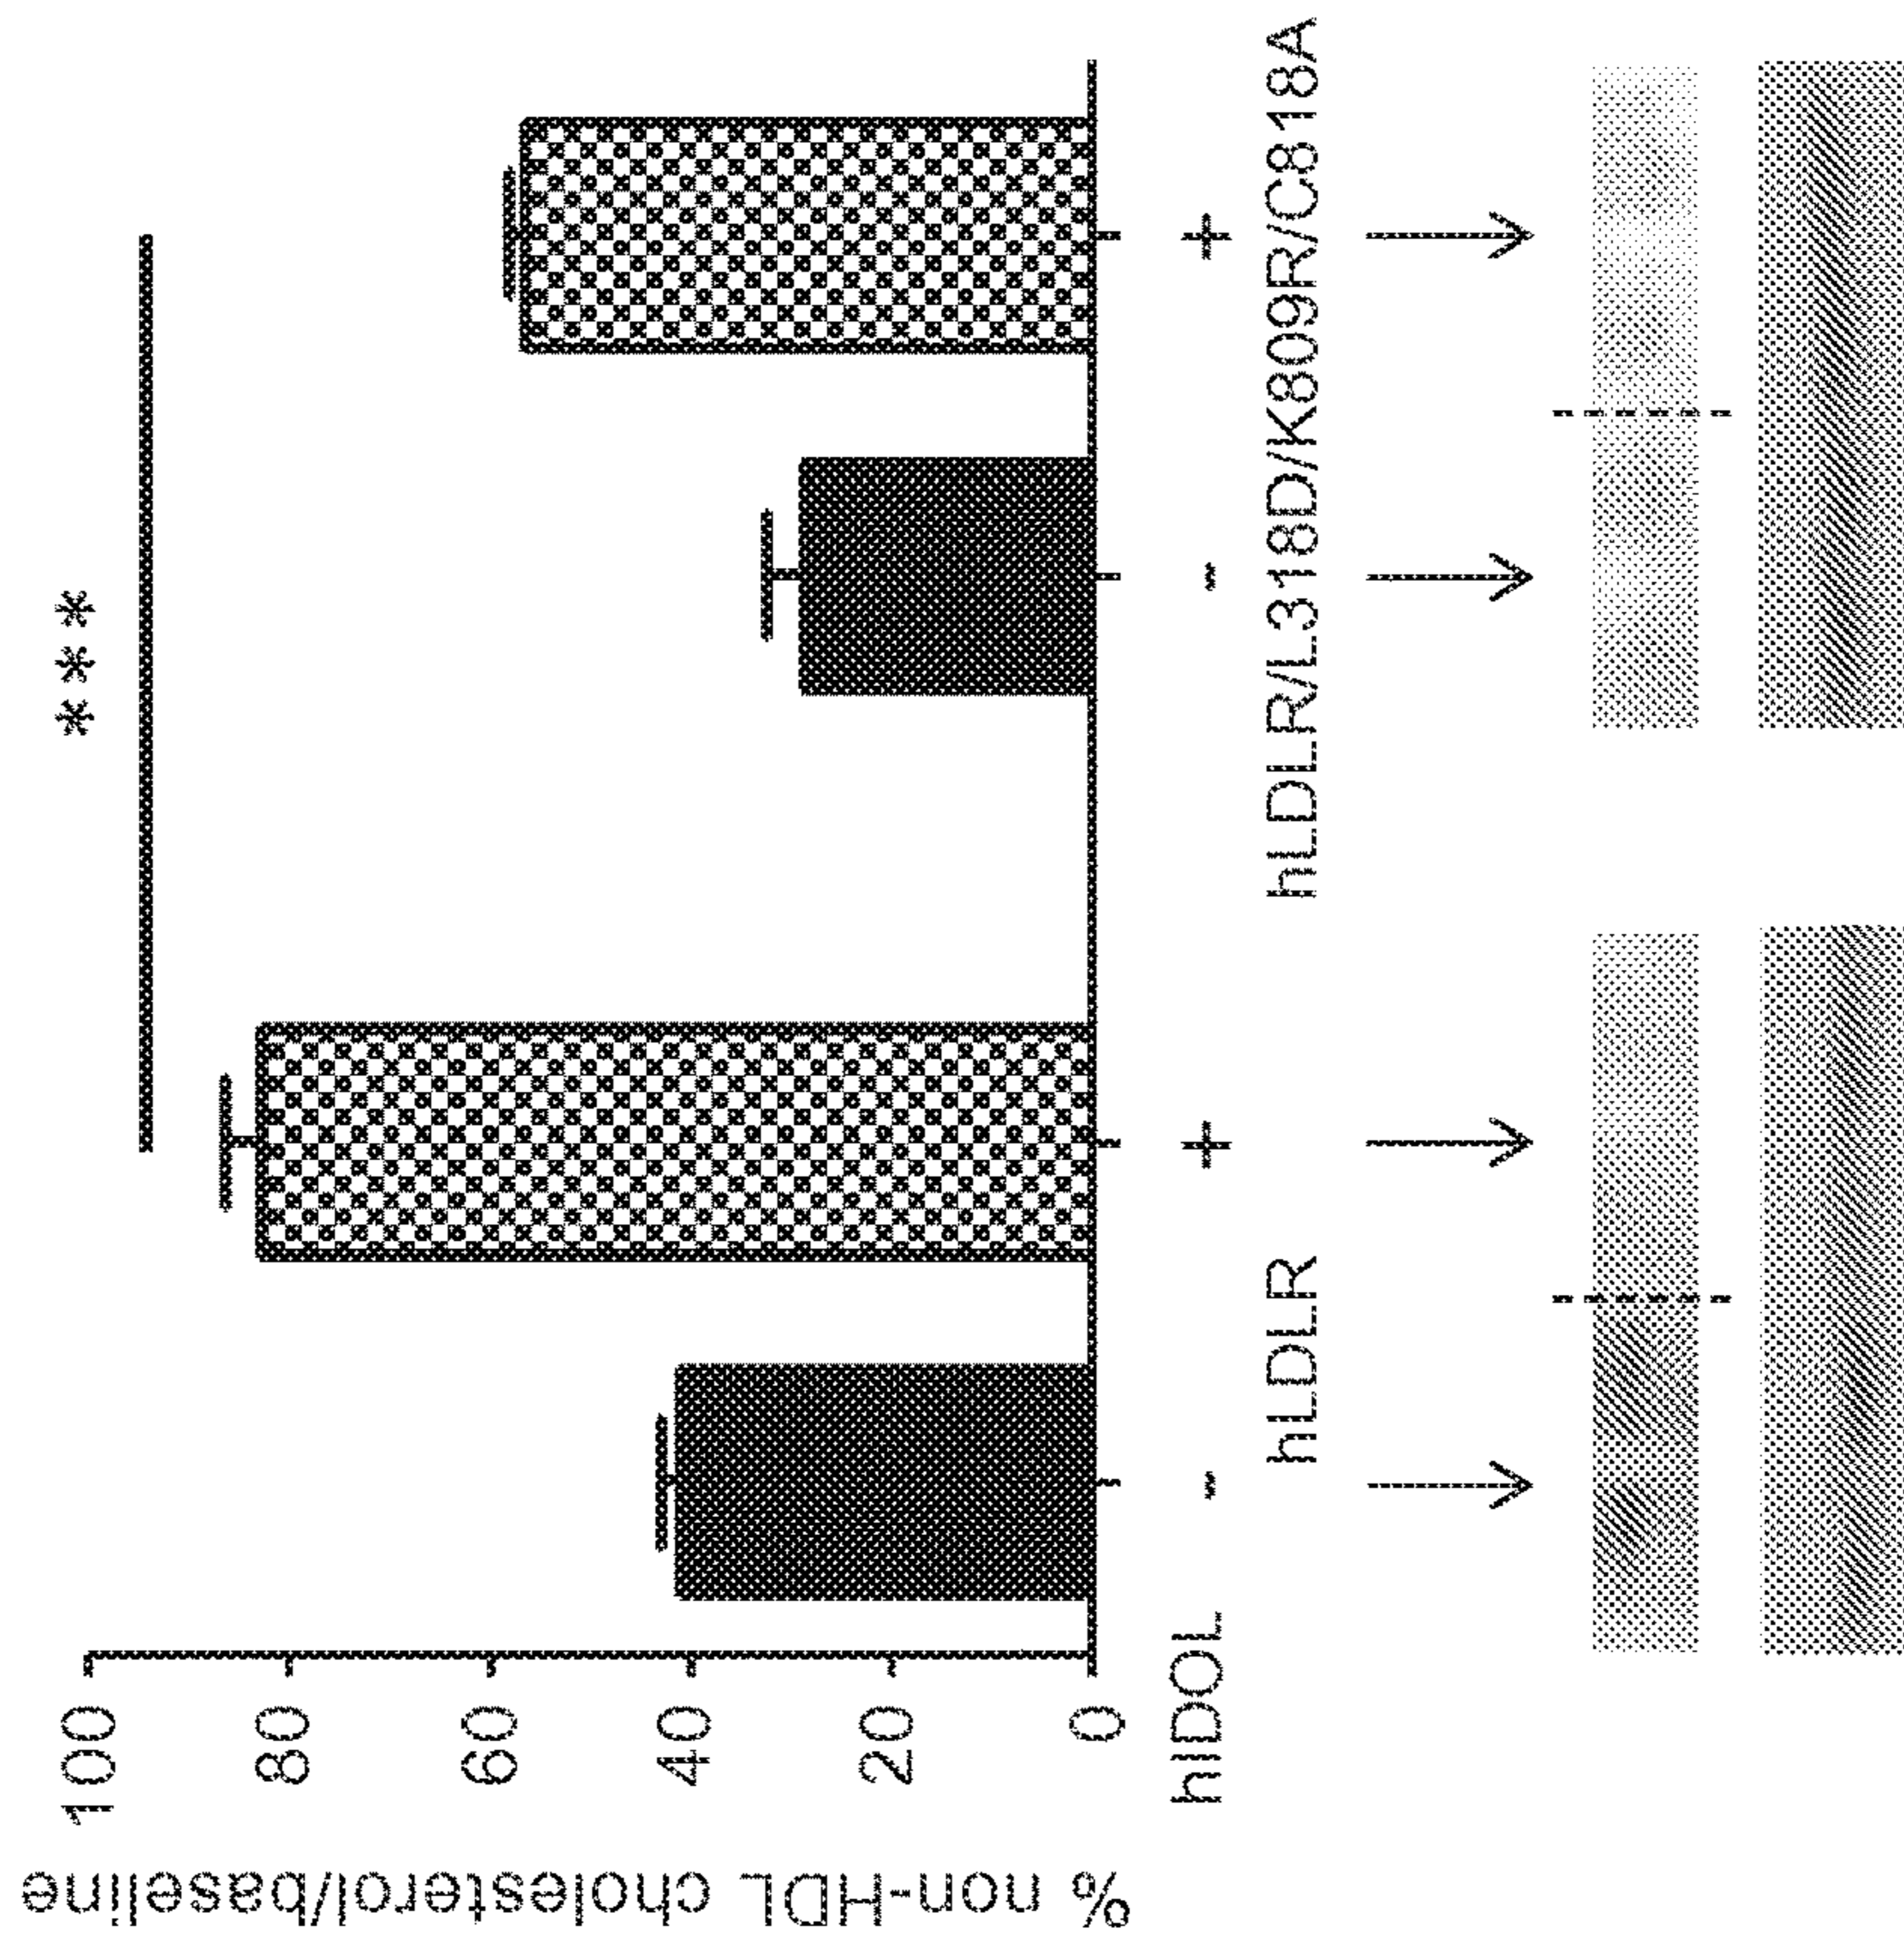 ***
% non-HDL cholesterol/baseline
100
80
60
40
20
0
hIDOL - + - +
hLDLR hLDLR/L318D/K809R/C818A